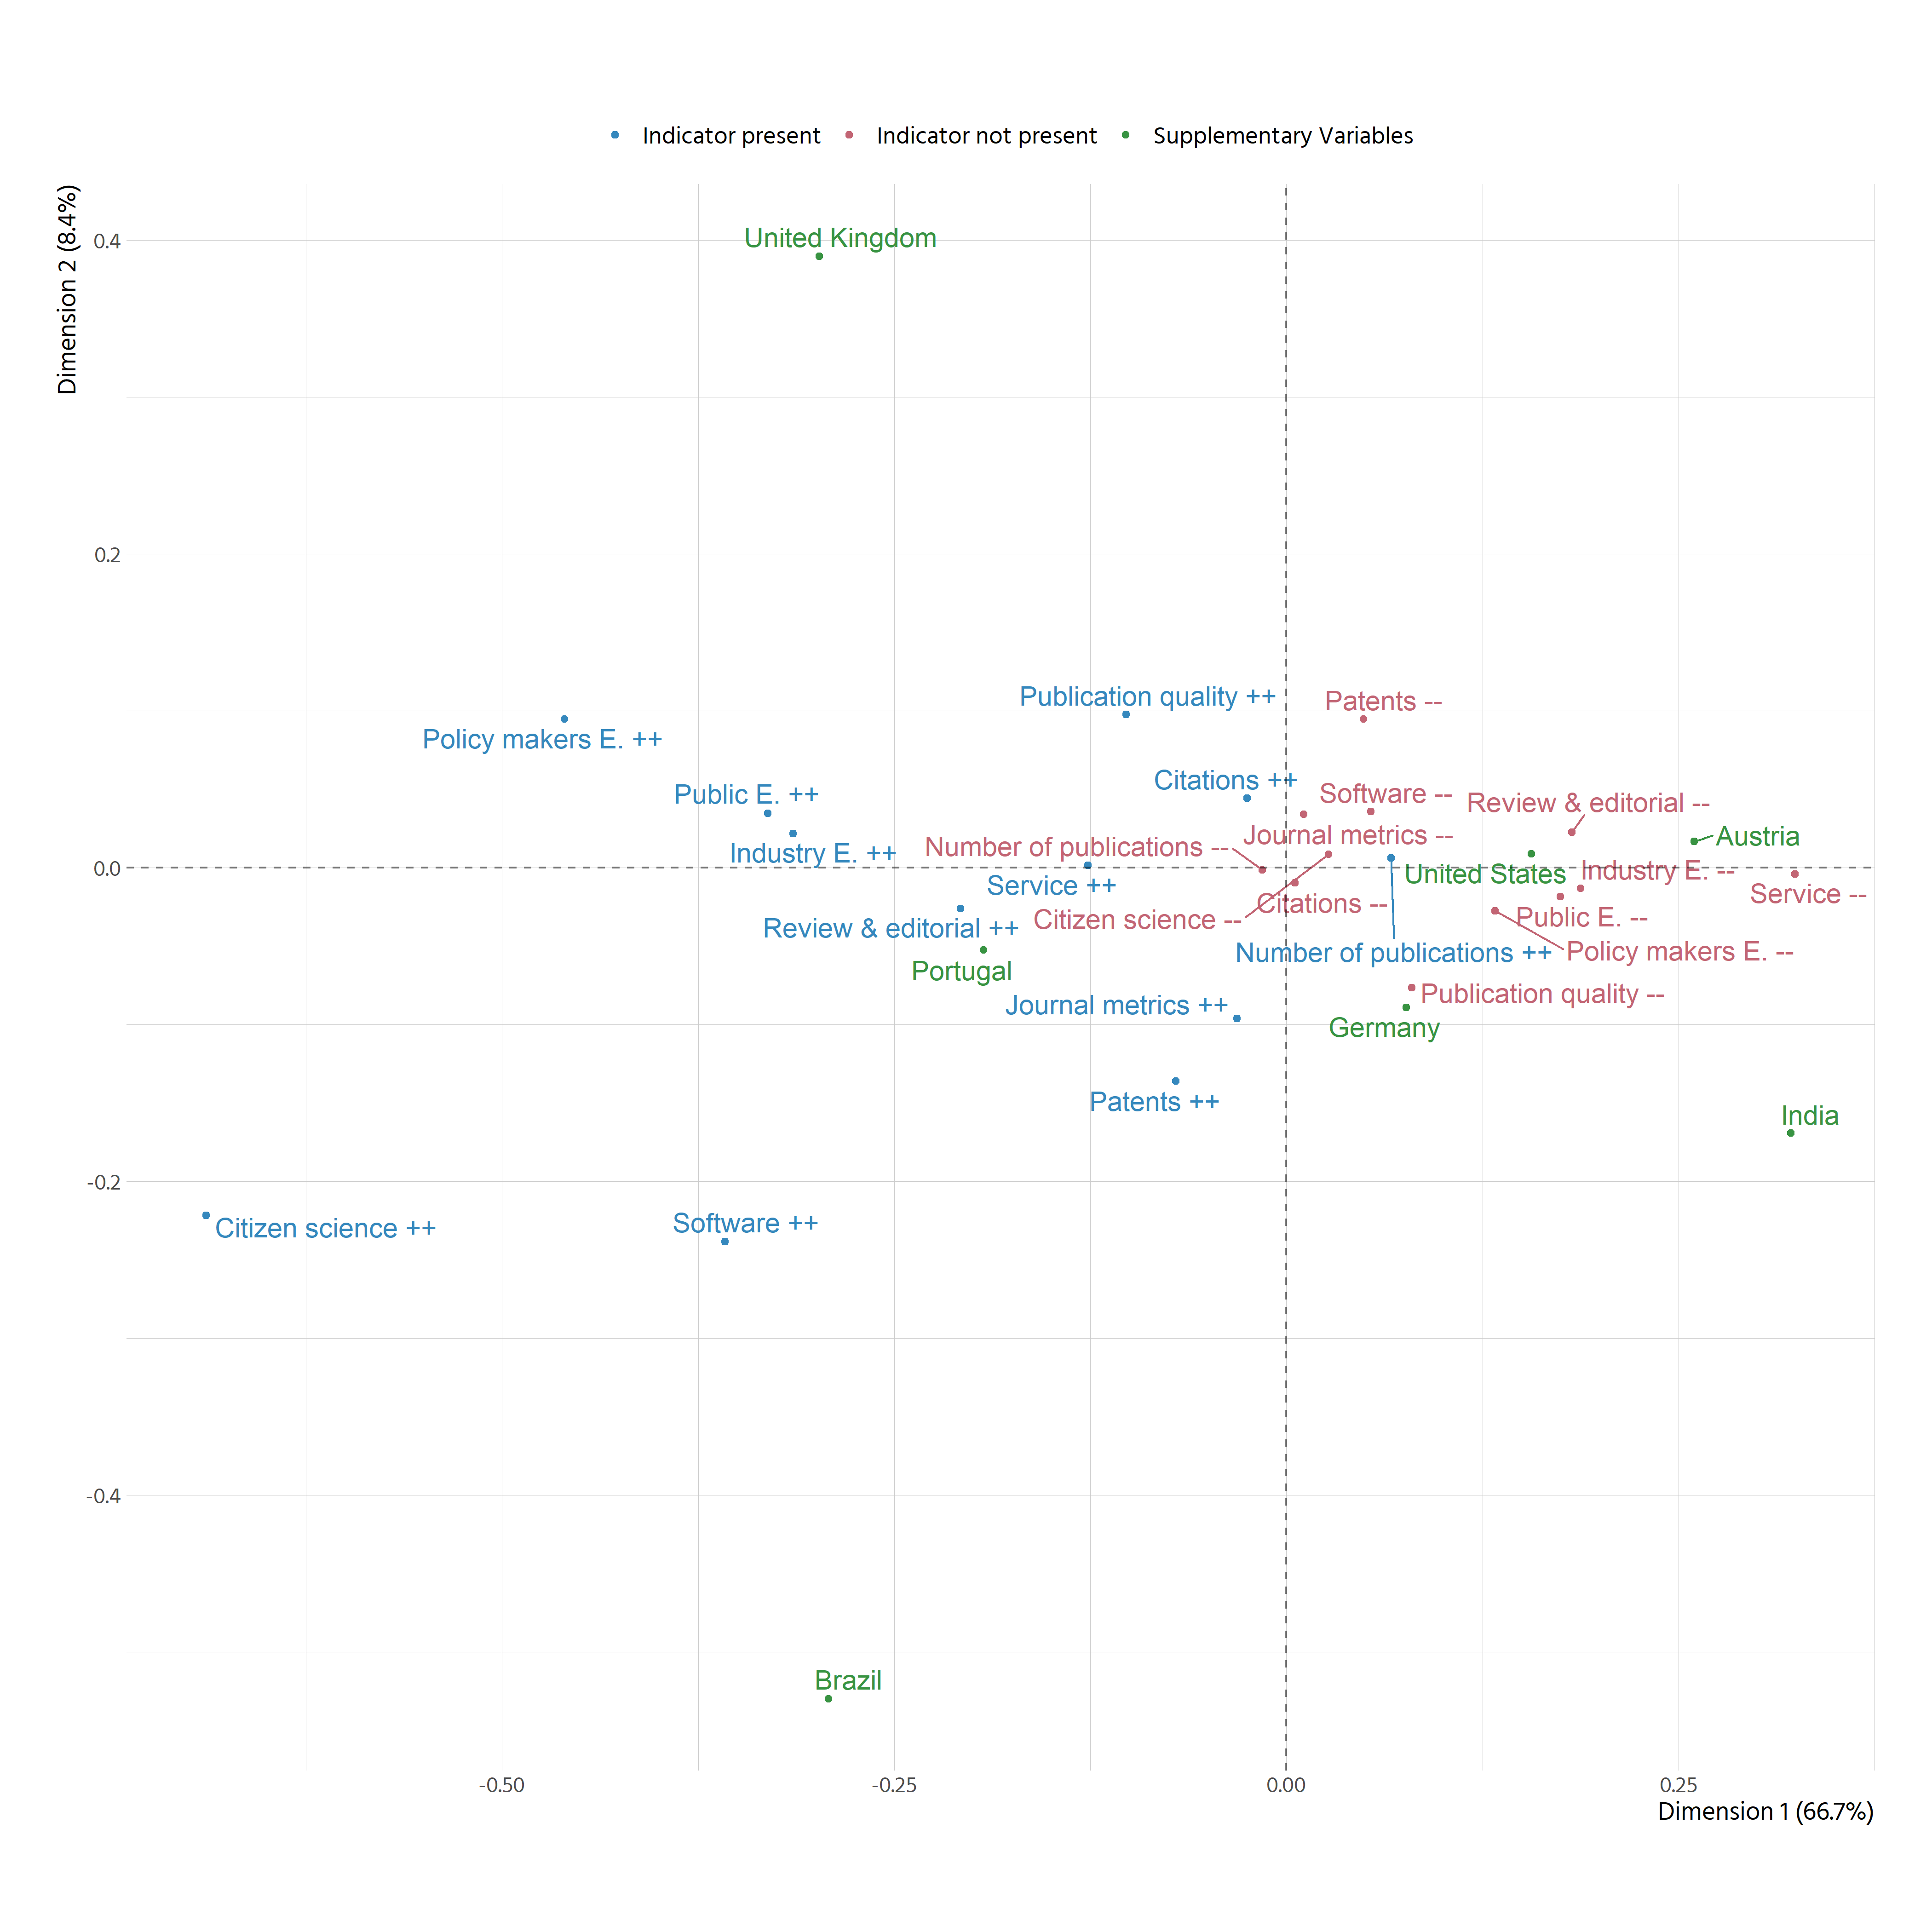 Indicator present
Indicator not present
Supplementary Variables
Dimension 2 (8.4%)
0.4
0.2
0.0
-0.2
-0.4
United Kingdom
Publication quality ++
Patents --
Policy makers E. ++
Citations ++
Public E. ++
Software --
Review & editorial --
Journal metrics --
Austria
Number of publications --
Industry E. ++
United States
Industry E. --
Service ++
Service --
Citations --
Citizen science --
Public E. --
Review & editorial ++
Number of publications ++
Policy makers E. --
Portugal
Publication quality --
Journal metrics ++
Germany
Patents ++
India
Citizen science ++
Software ++
Brazil
-0.50
-0.25
0.00
0.25
Dimension 1 (66.7%)